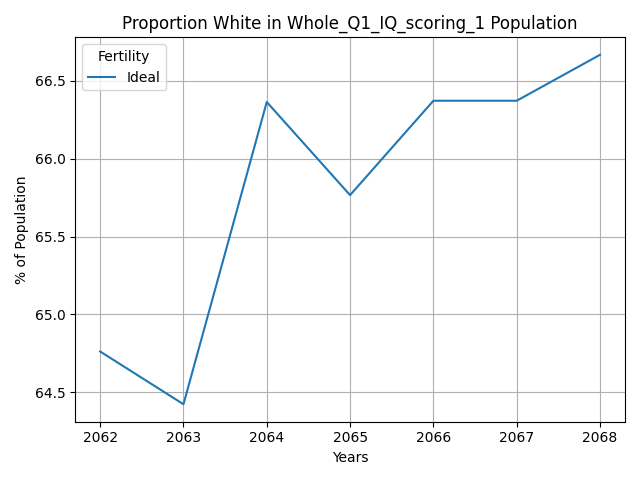 Proportion White in Whole_Q1_IQ_scoring_1 Population
Fertility
Ideal
% of Population
66.5
66.0
65.5
65.0
64.5
2062 2063 2064 2065 2066 2067 2068
Years